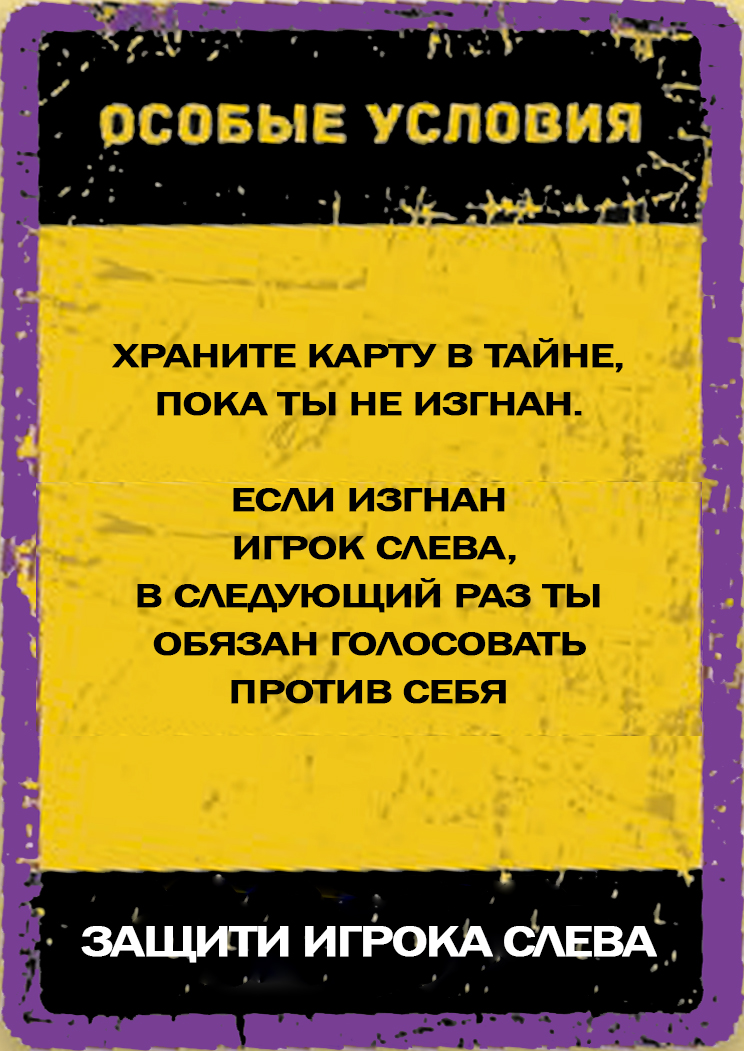 ОСОБЫЕ УСЛОВИЯ
ХРАНИТЕ КАРТУ В ТАЙНЕ,
ПОКА ТЫ НЕ ИЗГНАН.
ЕСЛИ ИЗГНАН
ИГРОК СЛЕВА,
В СЛЕДУЮЩИЙ РАЗ ТЫ
ОБЯЗАН ГОЛОСОВАТЬ
ПРОТИВ СЕБЯ
ЗАЩИТИ ИГРОКА СЛЕВА